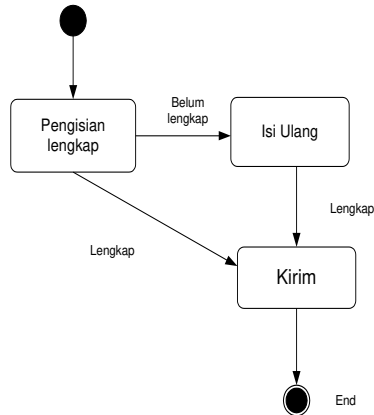 Belum
lengkap
Pengisian
lengkap
Isi Ulang
Lengkap
Lengkap
Kirim
End